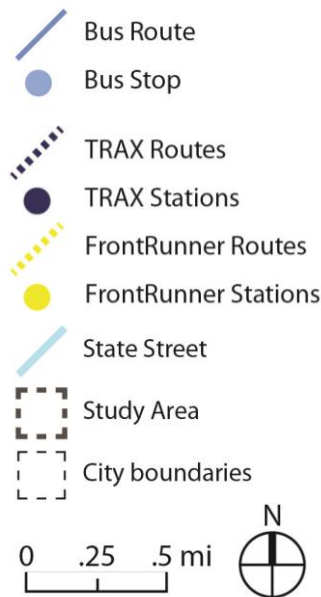 Bus Route
Bus Stop
TRAX Routes
TRAX Stations
FrontRunner Routes
FrontRunner Stations
State Street
Study Area
City boundaries
N
0 .25 .5 mi